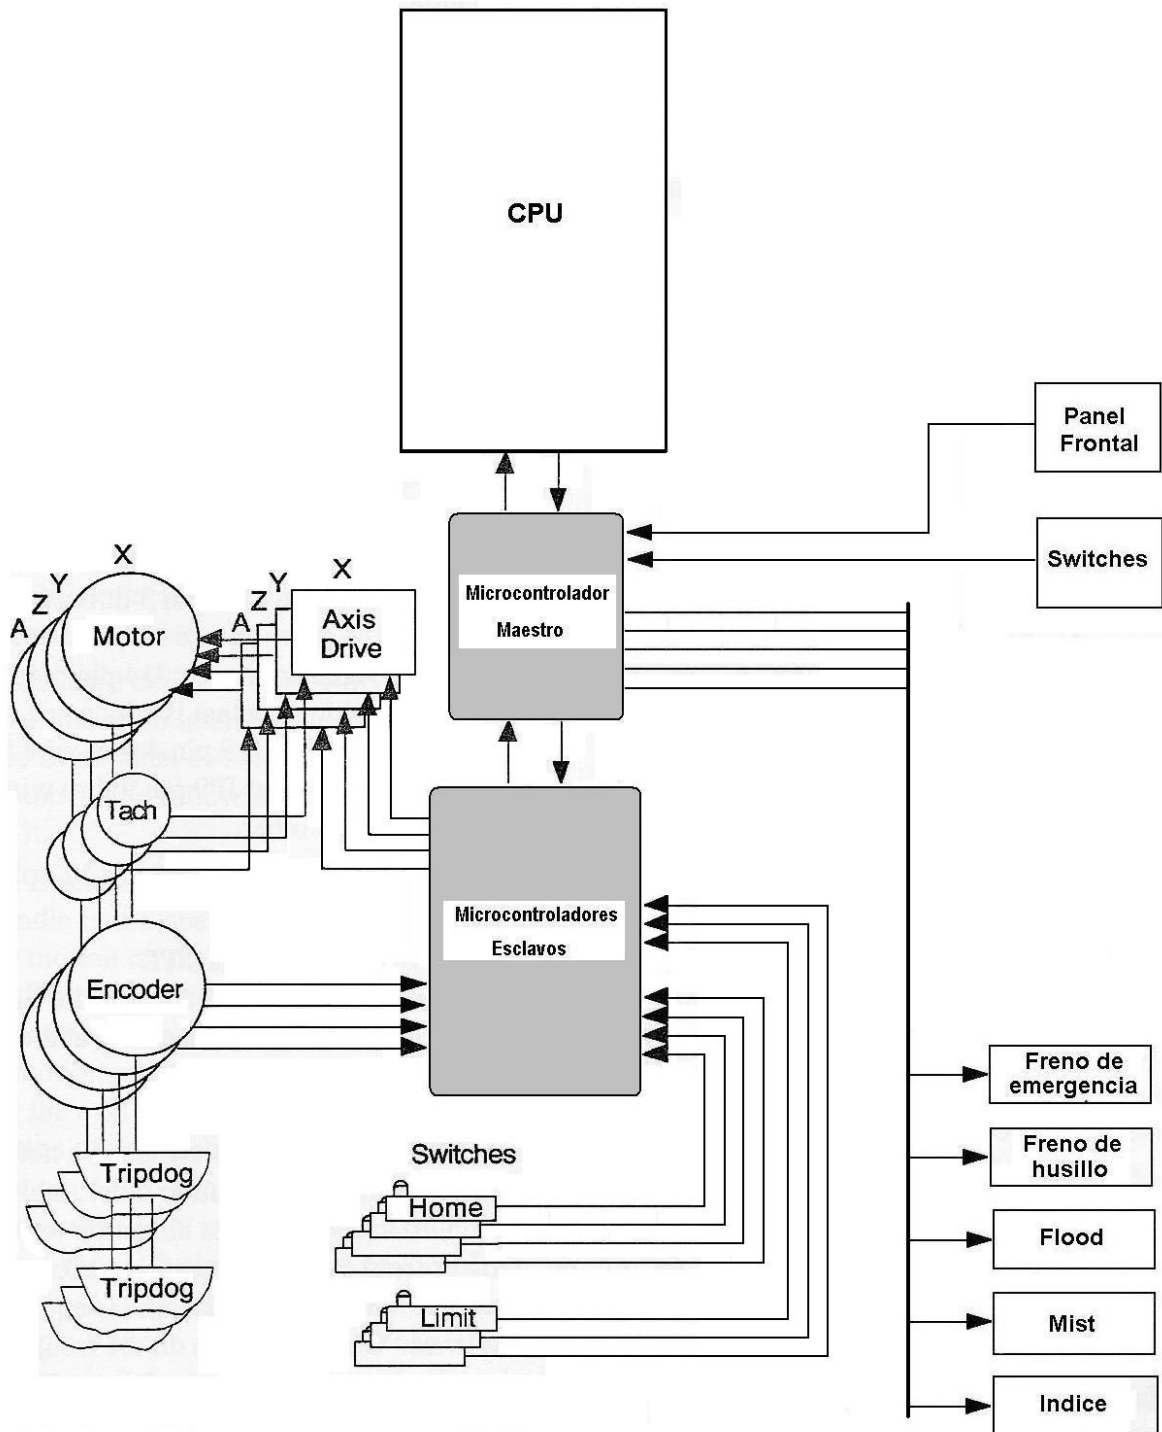 CPU
Panel
Frontal
Switches
Microcontrolador
Maestro
X
Y
Z
A
Motor
X
Y
Z
A
Axis
Drive
Tach
Microcontroladores
Esclavos
Encoder
Freno de
emergencia
Switches
Freno de
husillo
Tripdog
Home
Flood
Tripdog
Limit
Mist
Indice